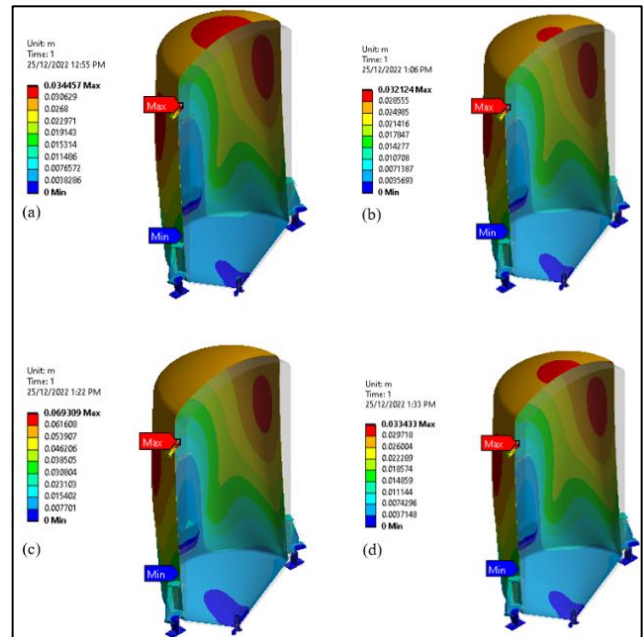 Unit: m
Time: 1
25/12/2022 12:55 PM
0.034457 Max
0.030629
0.0268
0.022971
0.019143
0.015314
0.011486
0.0076572
0.0038286
0 Min
Max
Min
(a)
Unit: m
Time: 1
25/12/2022 1:06 PM
0.032124 Max
0.028555
0.024985
0.021416
0.017847
0.014277
0.010708
0.0071387
0.0035693
0 Min
Max
Min
(b)
Unit: m
Time: 1
25/12/2022 1:22 PM
0.069309 Max
0.061608
0.053907
0.046206
0.038505
0.030804
0.023103
0.015402
0.007701
0 Min
Max
Min
(c)
Unit: m
Time: 1
25/12/2022 1:33 PM
0.033433 Max
0.029718
0.026004
0.022289
0.018574
0.014859
0.011144
0.0074296
0.0037148
0 Min
Max
Min
(d)